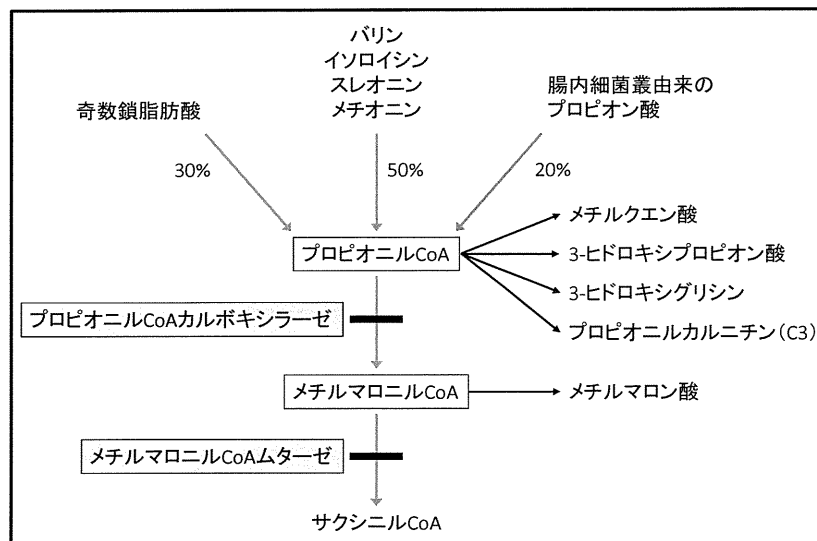 バリン
イソロイシン
スレオニン
メチオニン
奇数鎖脂肪酸
腸内細菌叢由来の
プロピオン酸
30%
50%
20%
プロピオニルCoA
メチルクエン酸
3-ヒドロキシプロピオン酸
3-ヒドロキシグリシン
プロピオニルカルニチン(C3)
プロピオニルCoAカルボキシラーゼ
メチルマロニルCoA
メチルマロン酸
メチルマロニルCoAムターゼ
サクシニルCoA